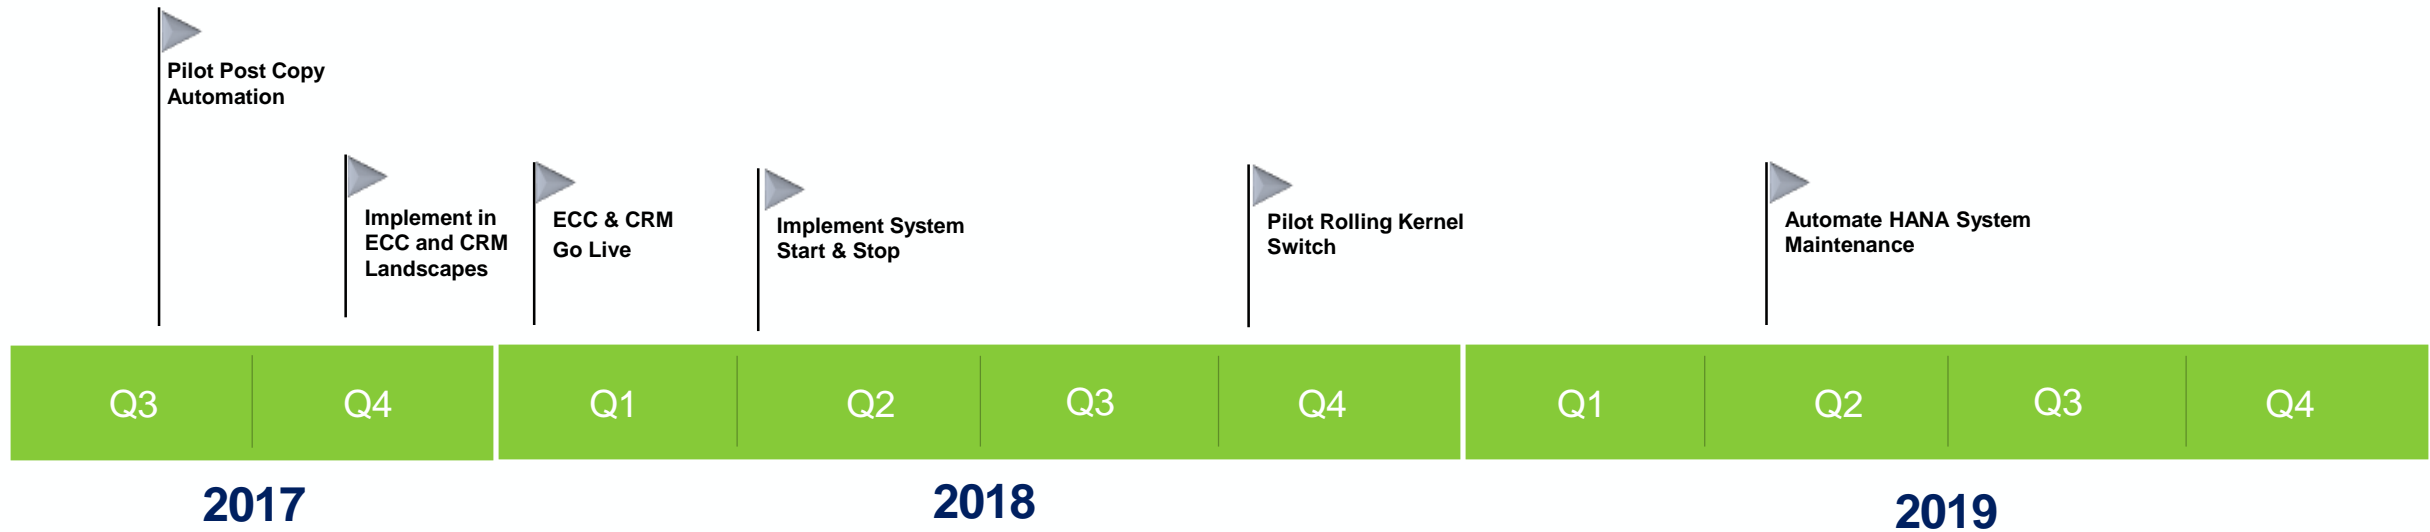 Pilot Post Copy
Automation
Implement in
ECC and CRM
Landscapes
ECC & CRM
Go Live
Implement System
Start & Stop
Pilot Rolling Kernel
Switch
Automate HANA System
Maintenance
Q3
Q4
Q1
Q2
Q3
Q4
Q1
Q2
Q3
Q4
2017
2018
2019